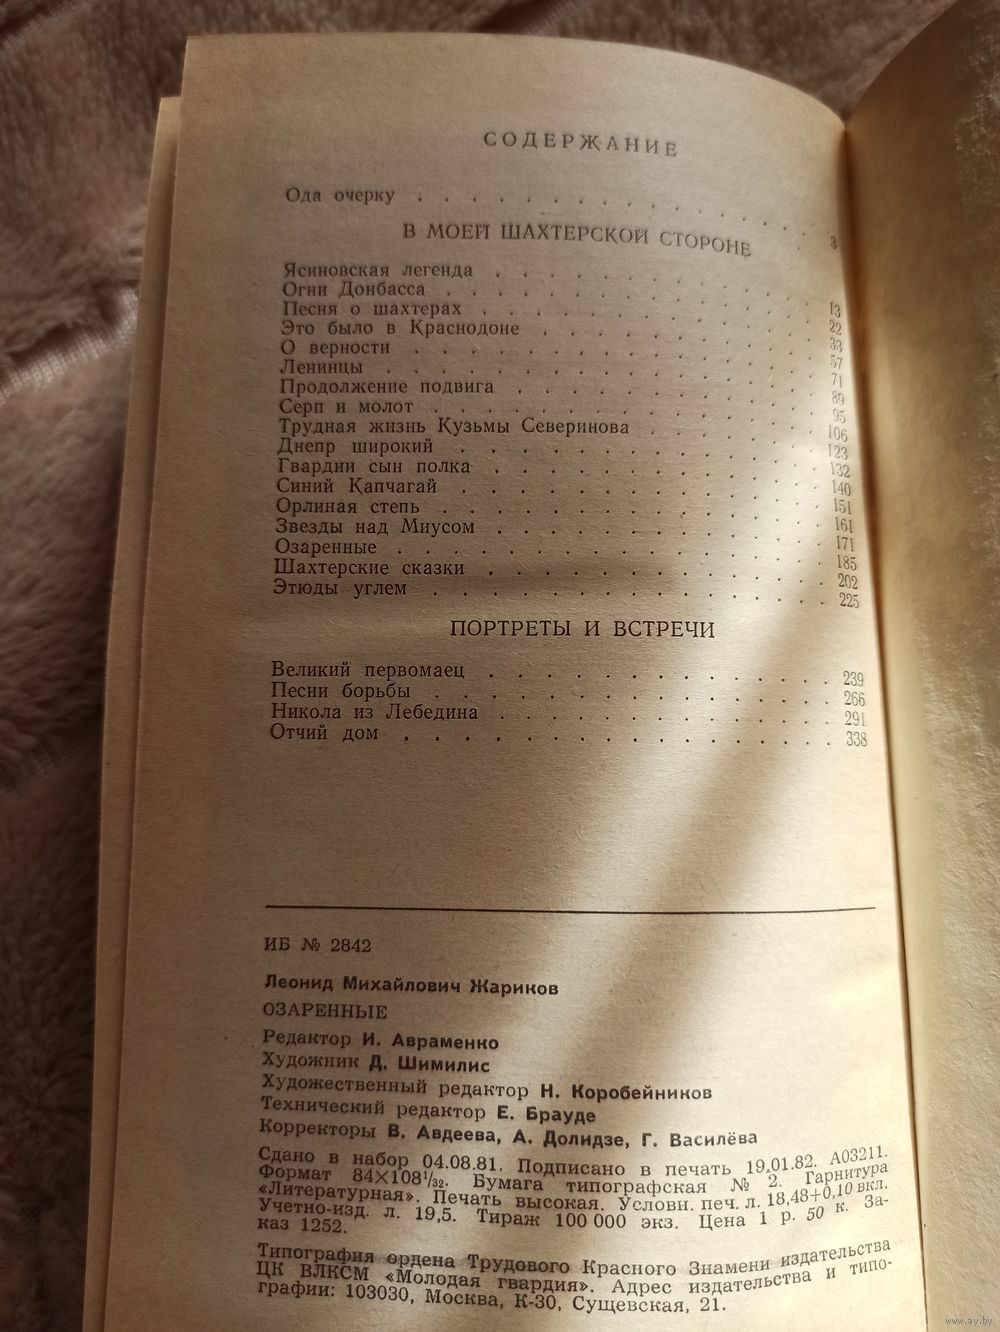 СОДЕРЖАНИЕ
Ода очерку . . . . . . . . . . . . . . . 3
В МОЕЙ ШАХТЕРСКОЙ СТОРОНЕ
Ясиновская легенда . . . . . . . . . . . . 13
Огни Донбасса . . . . . . . . . . . . . . 22
Песня о шахтерах . . . . . . . . . . . . . 33
Это было в Краснодоне . . . . . . . . . . . 57
О верности . . . . . . . . . . . . . . . 71
Ленинцы . . . . . . . . . . . . . . . . 89
Продолжение подвига . . . . . . . . . . . . 95
Серп и молот . . . . . . . . . . . . . . 106
Трудная жизнь Кузьмы Северинова . . . . . . . 123
Днепр широкий . . . . . . . . . . . . . . 132
Гвардии сын полка . . . . . . . . . . . . 140
Синий Капчагай . . . . . . . . . . . . . 151
Орлиная степь . . . . . . . . . . . . . . 161
Звезды над Миусом . . . . . . . . . . . . 171
Озаренные . . . . . . . . . . . . . . . 185
Шахтерские сказки . . . . . . . . . . . . 202
Этюды углем . . . . . . . . . . . . . . 225
ПОРТРЕТЫ И ВСТРЕЧИ
Великий первомаец . . . . . . . . . . . . 239
Песни борьбы . . . . . . . . . . . . . . 266
Никола из Лебедина . . . . . . . . . . . . 291
Отчий дом . . . . . . . . . . . . . . . 338
ИБ № 2842
Леонид Михайлович Жариков
ОЗАРЕННЫЕ
Редактор И. Авраменко
Художник Д. Шимилис
Художественный редактор Н. Коробейников
Технический редактор Е. Брауде
Корректоры В. Авдеева, А. Долидзе, Г. Василёва
Сдано в набор 04.08.81. Подписано в печать 19.01.82. А03211.
Формат 84×108¹/₃₂. Бумага типографская № 2. Гарнитура
«Литературная». Печать высокая. Условн. печ. л. 18,48+0,10 вкл.
Учетно-изд. л. 19,5. Тираж 100 000 экз. Цена 1 р. 50 к. За-
каз 1252.
Типография ордена Трудового Красного Знамени издательства
ЦК ВЛКСМ «Молодая гвардия». Адрес издательства и типо-
графии: 103030, Москва, К-30, Сущевская, 21.
www.ay.by